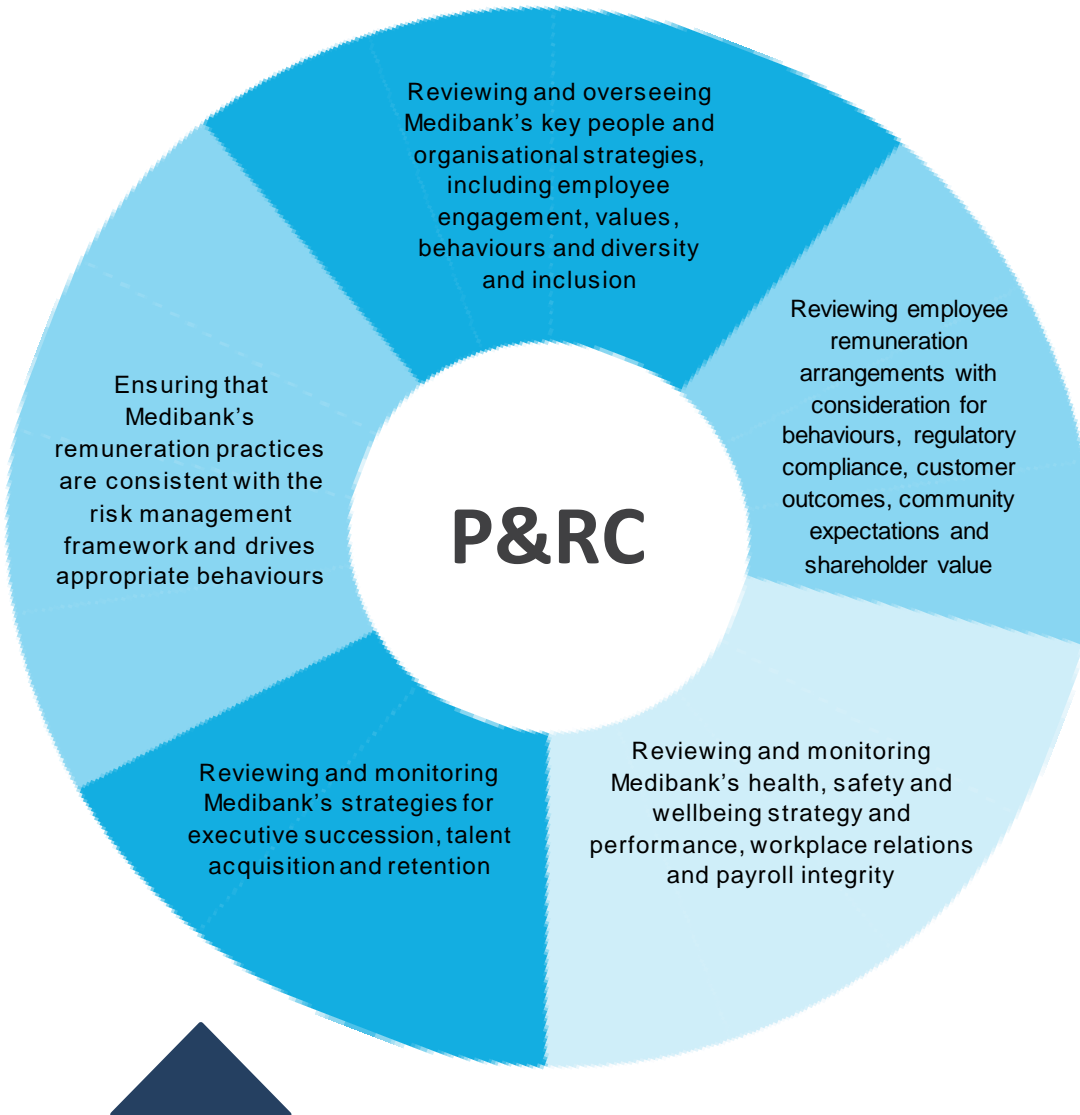 Reviewing and overseeing
Medibank’s key people and
organisational strategies,
including employee
engagement, values,
behaviours and diversity
and inclusion
Reviewing employee
remuneration
arrangements with
consideration for
behaviours, regulatory
compliance, customer
outcomes, community
expectations and
shareholder value
Ensuring that
Medibank’s
remuneration practices
are consistent with the
risk management
framework and drives
appropriate behaviours
P&RC
Reviewing and monitoring
Medibank’s health, safety and
wellbeing strategy and
performance, workplace relations
and payroll integrity
Reviewing and monitoring
Medibank’s strategies for
executive succession, talent
acquisition and retention